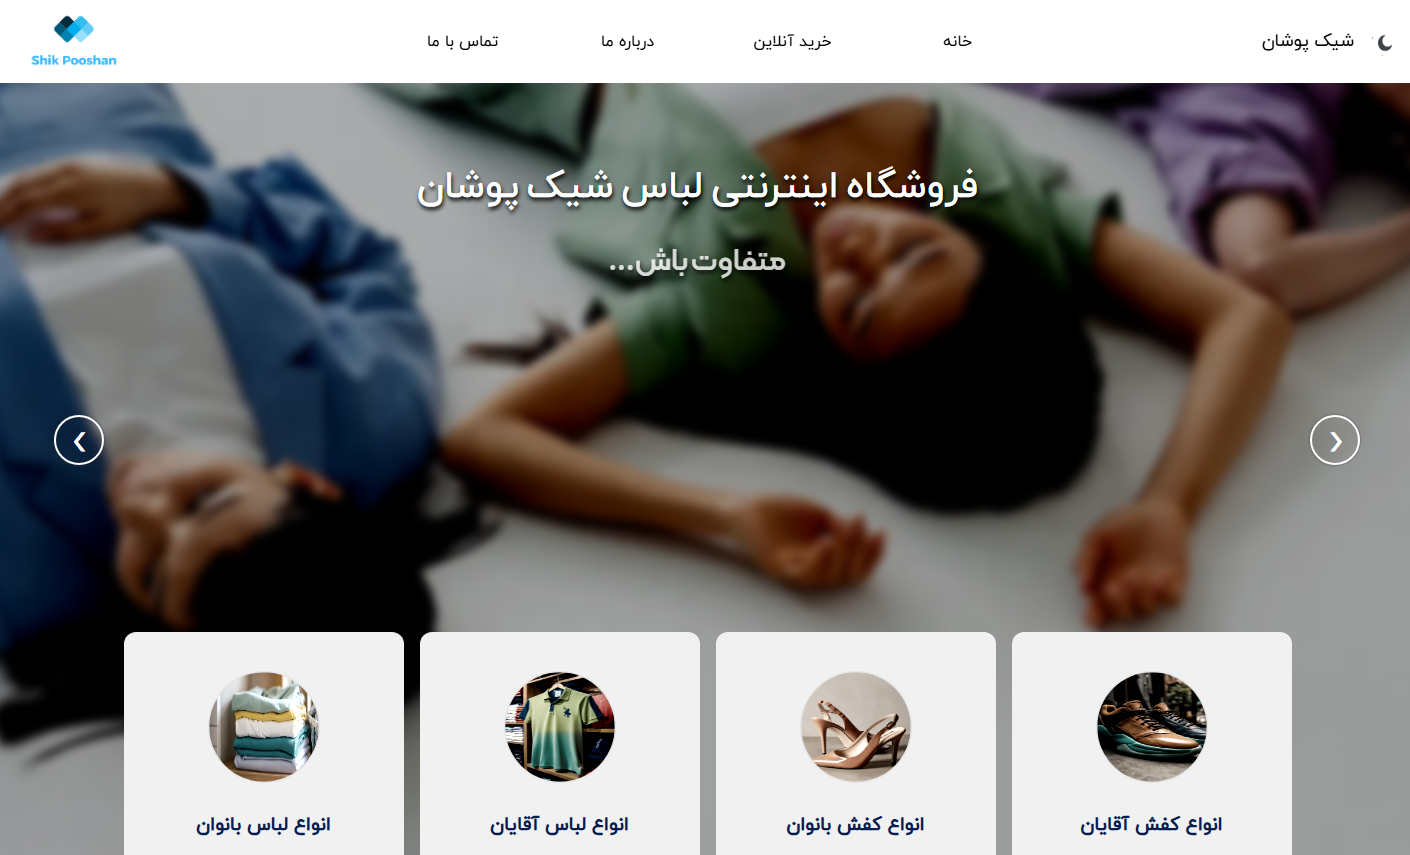 شیک پوشان
خانه
خرید آنلاین
درباره ما
تماس با ما
Shik Pooshan
فروشگاه اینترنتی لباس شیک پوشان
متفاوت باش...
انواع کفش آقایان
انواع کفش بانوان
انواع لباس آقایان
انواع لباس بانوان